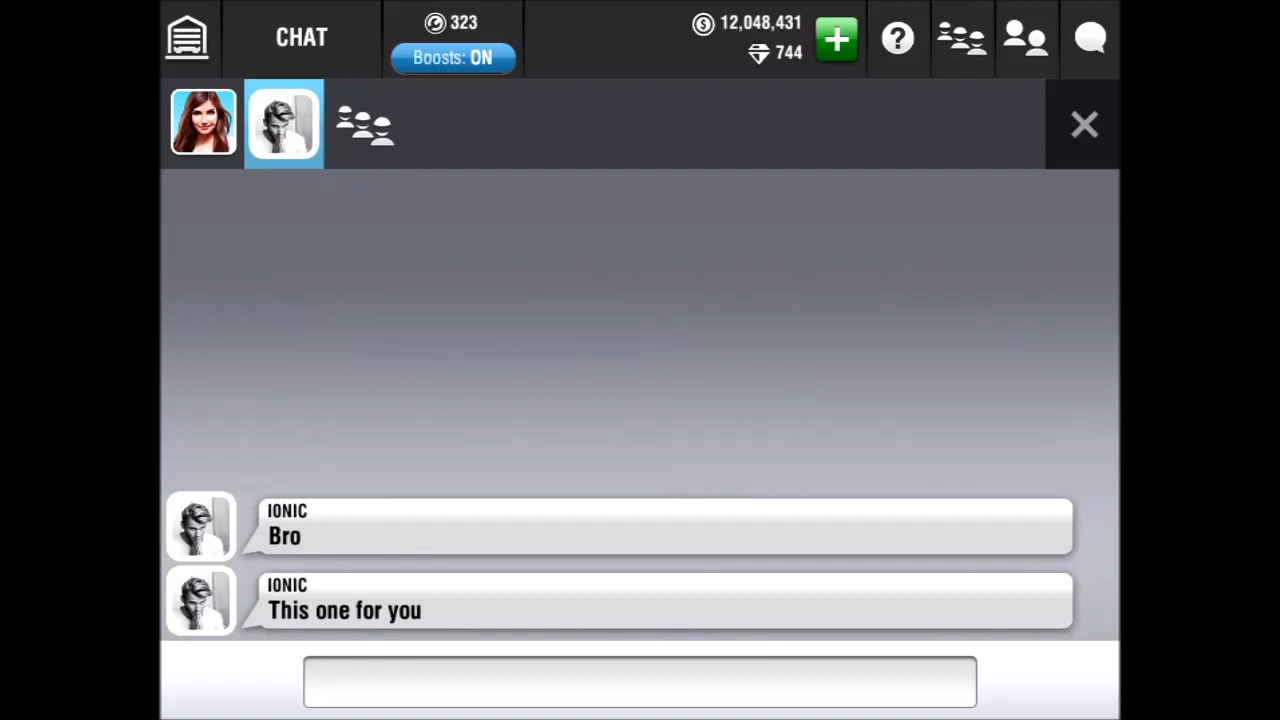 CHAT
323
Boosts: ON
12,048,431
744
?
IONIC
Bro
IONIC
This one for you